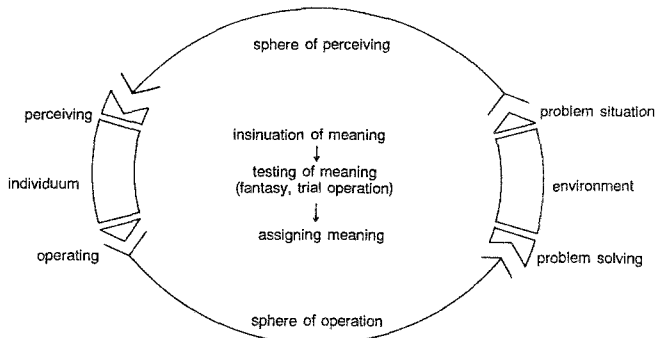 sphere of perceiving
perceiving
problem situation
insinuation of meaning
testing of meaning
(fantasy, trial operation)
individuum
environment
assigning meaning
operating
problem solving
sphere of operation